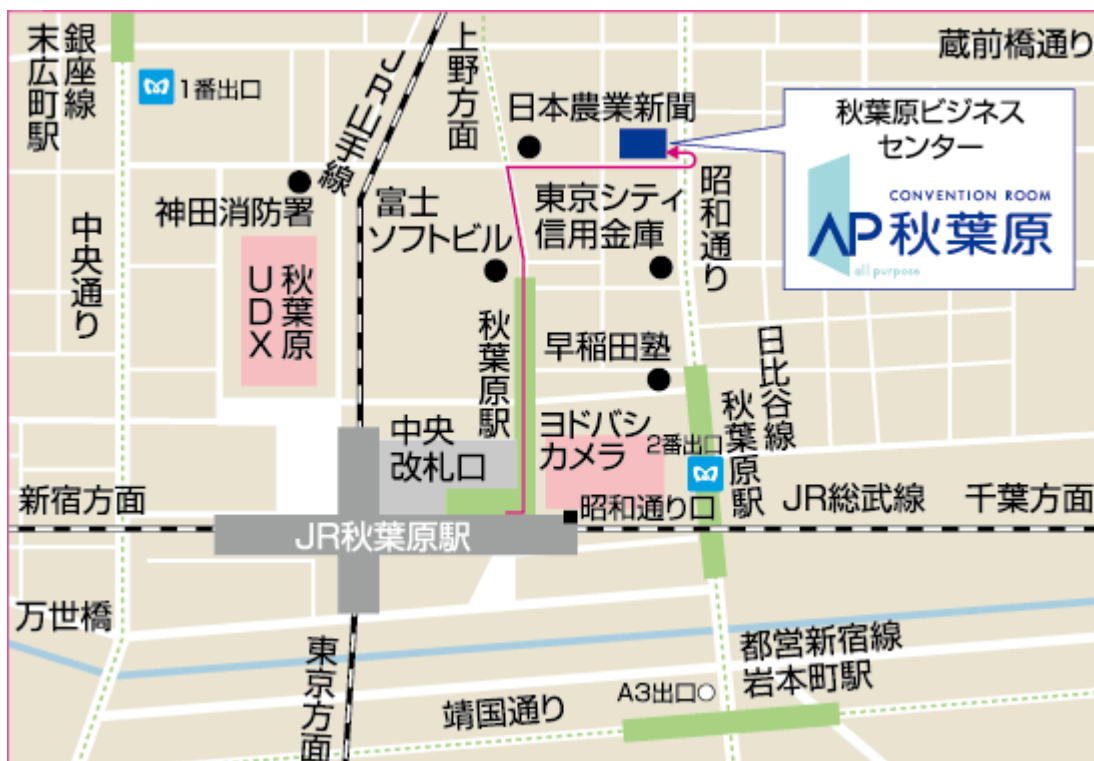 銀座線
末広町駅
1番出口
JR山手線
上野方面
蔵前橋通り
日本農業新聞
秋葉原ビジネス
センター
CONVENTION ROOM
AP秋葉原
all purpose
神田消防署
富士
ソフトビル
東京シティ
信用金庫
昭和通り
中央通り
秋葉原
UDX
秋葉原駅
早稲田塾
日比谷線
秋葉原駅
中央
改札口
ヨドバシ
カメラ
2番出口
新宿方面
昭和通り口
JR総武線
千葉方面
JR秋葉原駅
万世橋
東京方面
都営新宿線
岩本町駅
A3出口
靖国通り